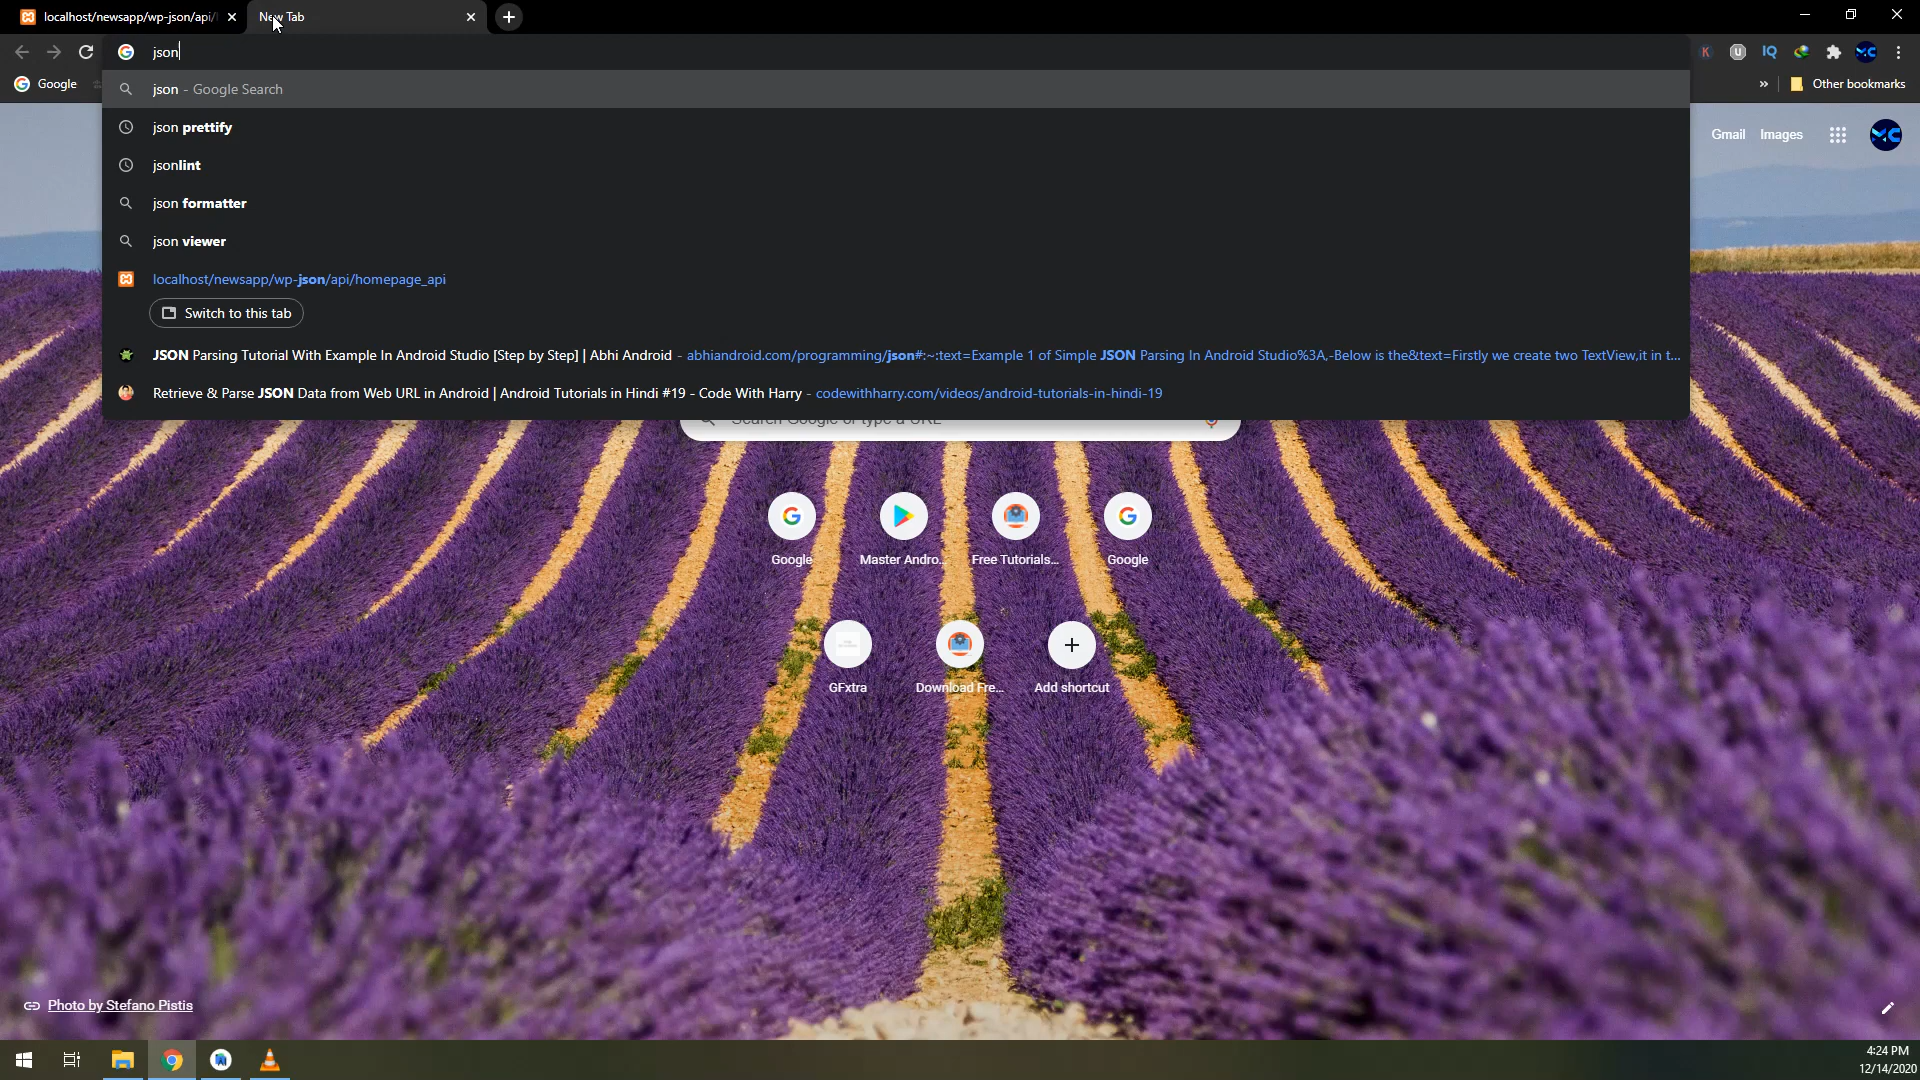 localhost/newsapp/wp-json/api/
New Tab
json
Google
Other bookmarks
json - Google Search
json prettify
jsonlint
json formatter
json viewer
localhost/newsapp/wp-json/api/homepage_api
Switch to this tab
JSON Parsing Tutorial With Example In Android Studio [Step by Step] | Abhi Android - abhiandroid.com/programming/json#:~:text=Example 1 of Simple JSON Parsing In Android Studio%3A,-Below is the&text=Firstly we create two TextView,it in t...
Retrieve & Parse JSON Data from Web URL in Android | Android Tutorials in Hindi #19 - Code With Harry - codewithharry.com/videos/android-tutorials-in-hindi-19
Gmail Images
Search Google or type a URL
Google
Master Andro...
Free Tutorials...
Google
GFxtra
Download Fre...
Add shortcut
Photo by Stefano Pistis
4:24 PM
12/14/2020